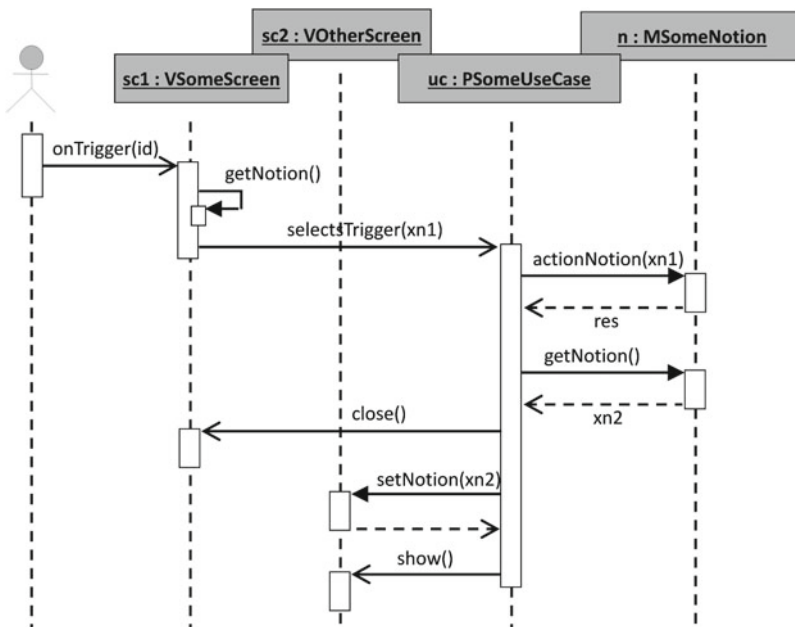 sc2 : VOtherScreen
n : MSomeNotion
sc1 : VSomeScreen
uc : PSomeUseCase
onTrigger(id)
getNotion()
selectsTrigger(xn1)
actionNotion(xn1)
res
getNotion()
xn2
close()
setNotion(xn2)
show()